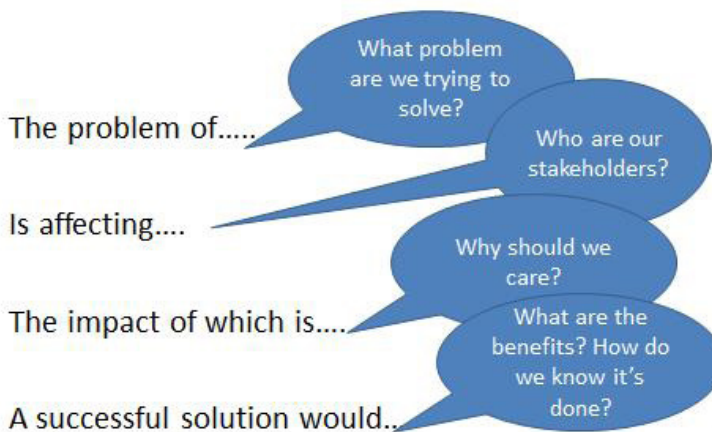 What problem
are we trying to
solve?
The problem of.....
Who are our
stakeholders?
Is affecting....
Why should we
care?
The impact of which is....
What are the
benefits? How do
we know it's
done?
A successful solution would..